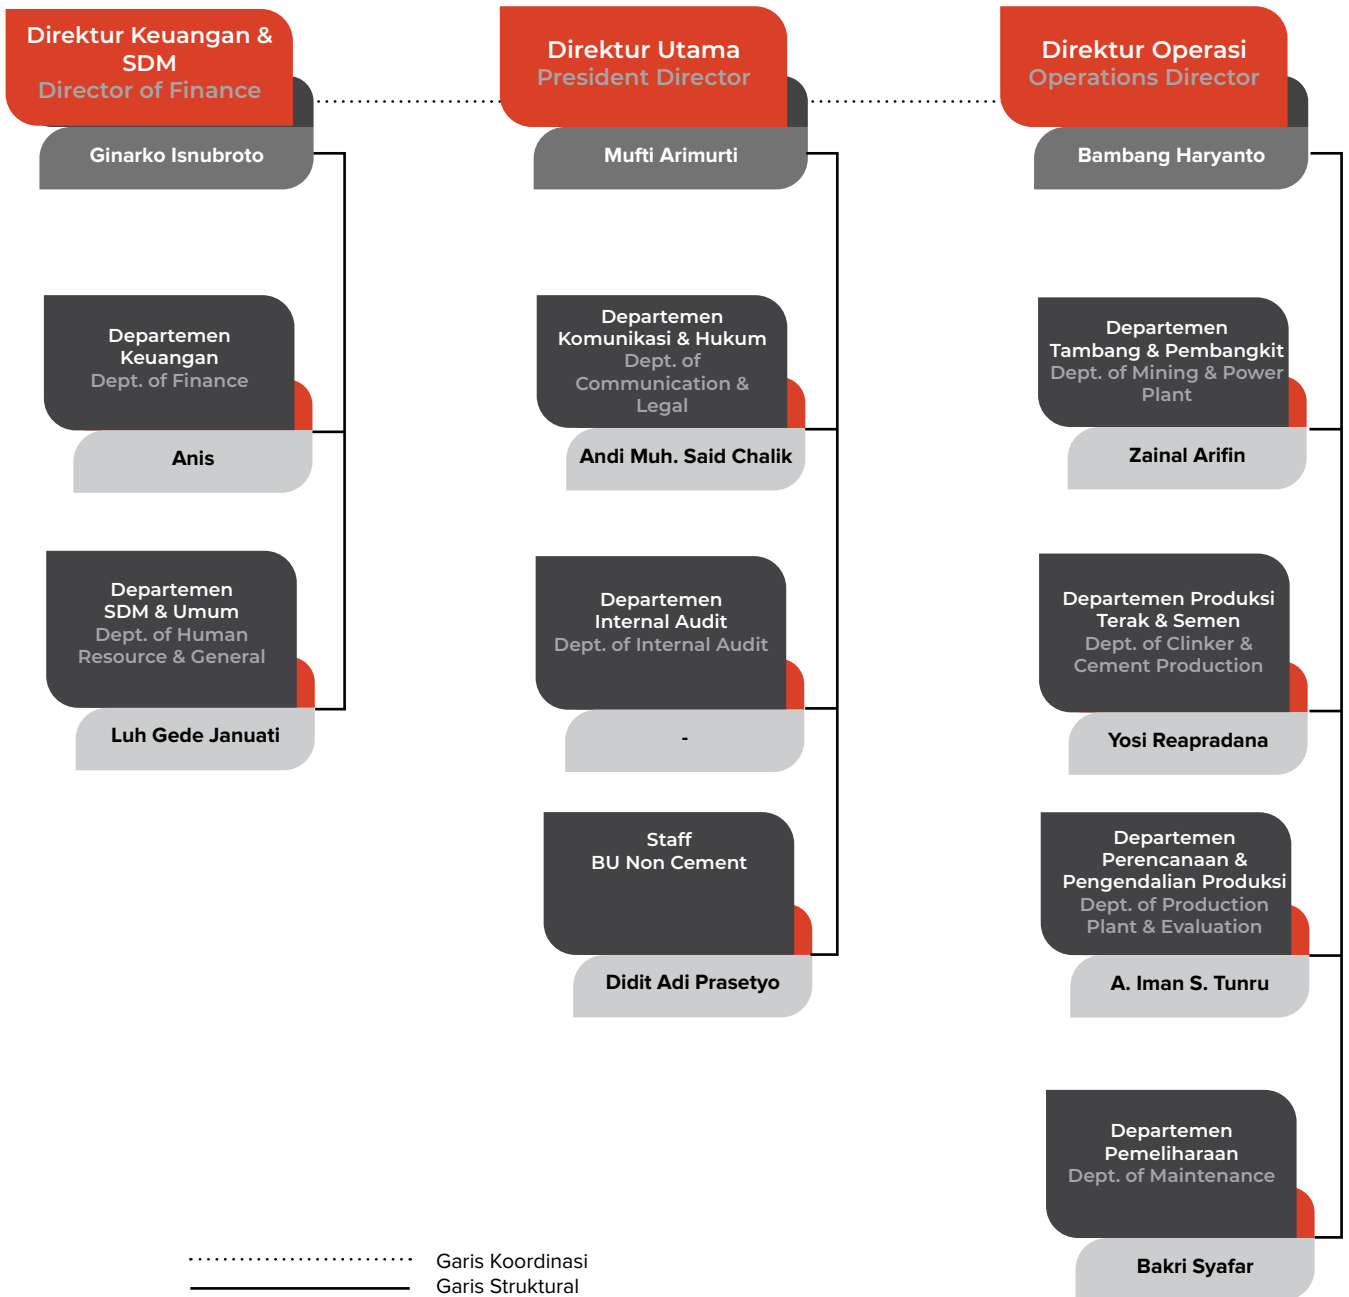 Direktur Keuangan &
SDM
Director of Finance
Ginarko Isnubroto
Departemen
Keuangan
Dept. of Finance
Anis
Departemen
SDM & Umum
Dept. of Human
Resource & General
Luh Gede Januati
Direktur Utama
President Director
Mufti Arimurti
Departemen
Komunikasi & Hukum
Dept. of
Communication &
Legal
Andi Muh. Said Chalik
Departemen
Internal Audit
Dept. of Internal Audit
-
Staff
BU Non Cement
Didit Adi Prasetyo
Direktur Operasi
Operations Director
Bambang Haryanto
Departemen
Tambang & Pembangkit
Dept. of Mining & Power
Plant
Zainal Arifin
Departemen Produksi
Terak & Semen
Dept. of Clinker &
Cement Production
Yosi Reapradana
Departemen
Perencanaan &
Pengendalian Produksi
Dept. of Production
Plant & Evaluation
A. Iman S. Tunru
Departemen
Pemeliharaan
Dept. of Maintenance
Bakri Syafar
Garis Koordinasi
Garis Struktural